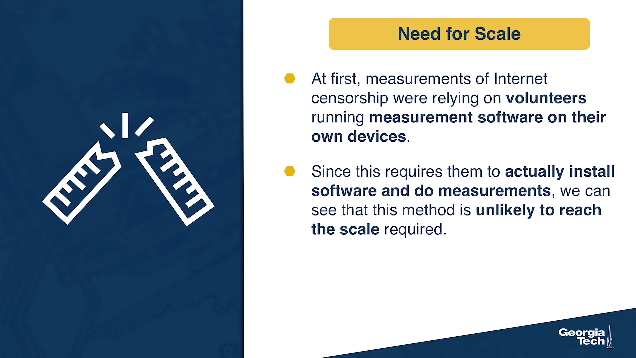 Need for Scale
At first, measurements of Internet
censorship were relying on volunteers
running measurement software on their
own devices.
Since this requires them to actually install
software and do measurements, we can
see that this method is unlikely to reach
the scale required.
Georgia
Tech